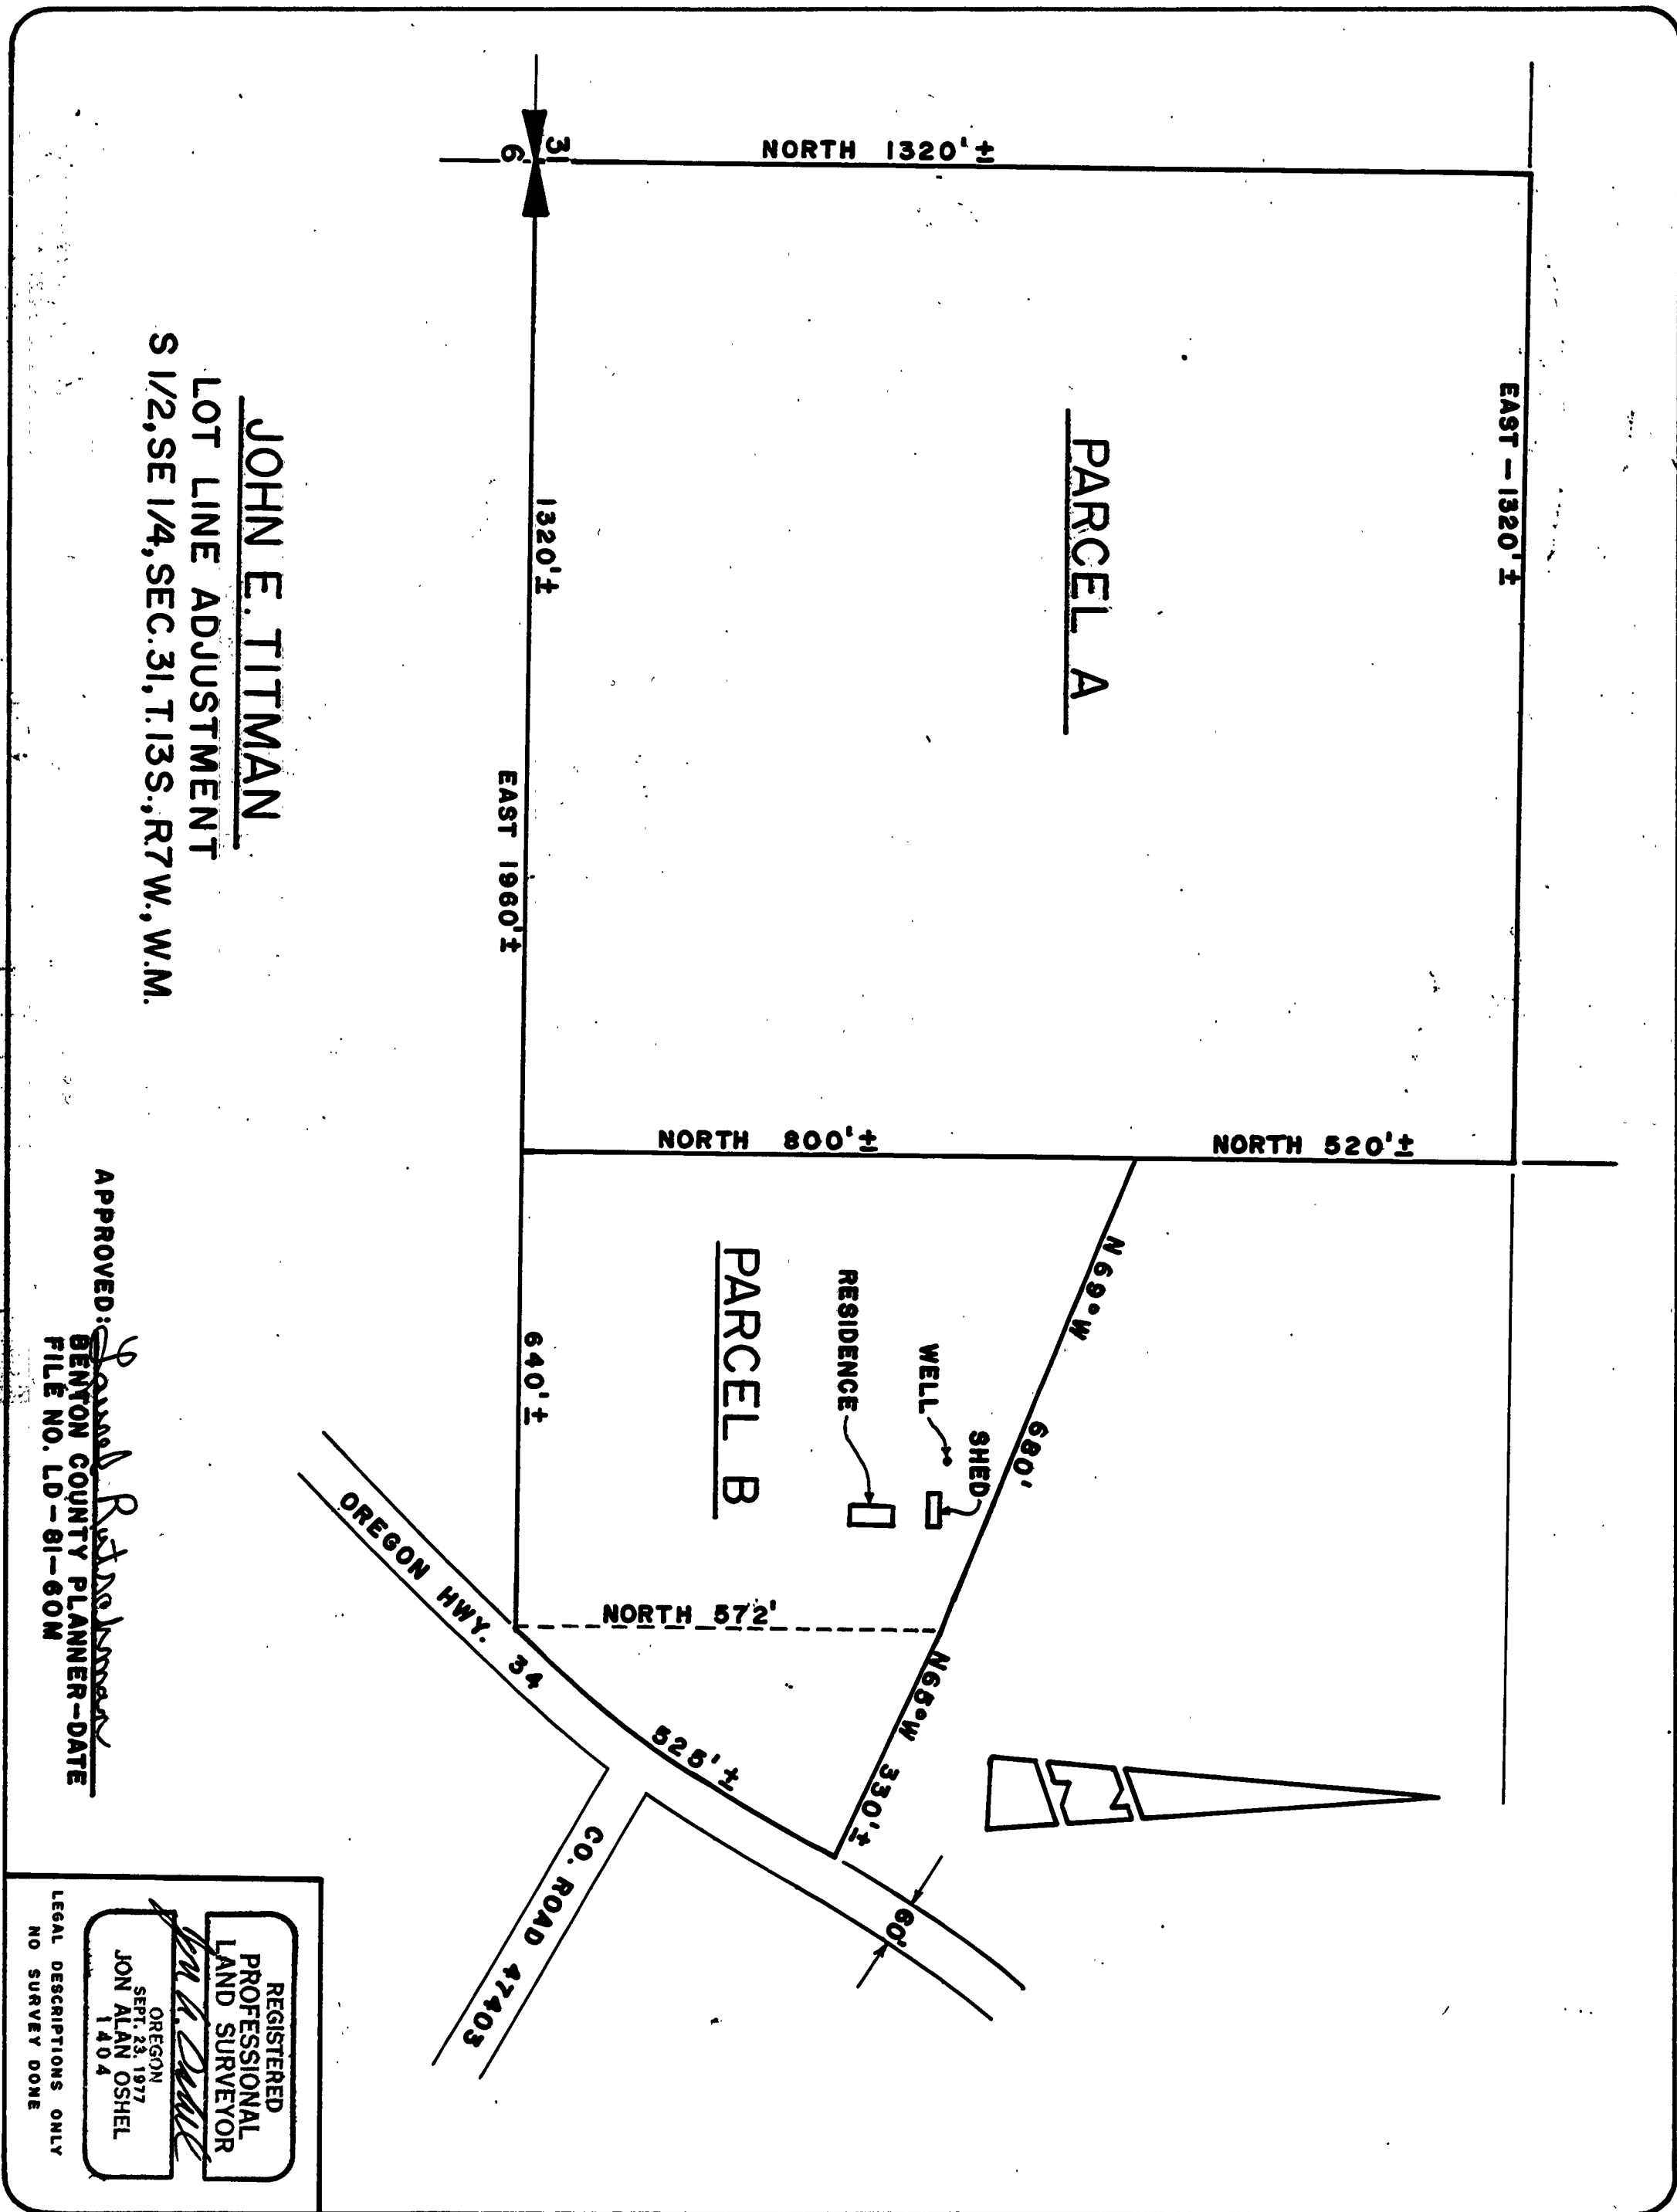 EAST - 1320'±
NORTH 1320'±
PARCEL A
NORTH 520'±
NORTH 800'±
31
6
1320'±
EAST 1960'±
N 69° W 680'
WELL
SHED
RESIDENCE
PARCEL B
640'±
NORTH 572'
N65°W 330'±
525'±
60'
OREGON HWY. 34
CO. ROAD 47403
N
JOHN E. TITMAN
LOT LINE ADJUSTMENT
S 1/2, SE 1/4, SEC. 31, T. 13 S., R.7 W., W.M.
APPROVED:
BENTON COUNTY PLANNER-DATE
FILE NO. LD-81-60M
REGISTERED
PROFESSIONAL
LAND SURVEYOR
OREGON
SEPT. 23, 1977
JON ALAN OSHEL
1404
LEGAL DESCRIPTIONS ONLY
NO SURVEY DONE